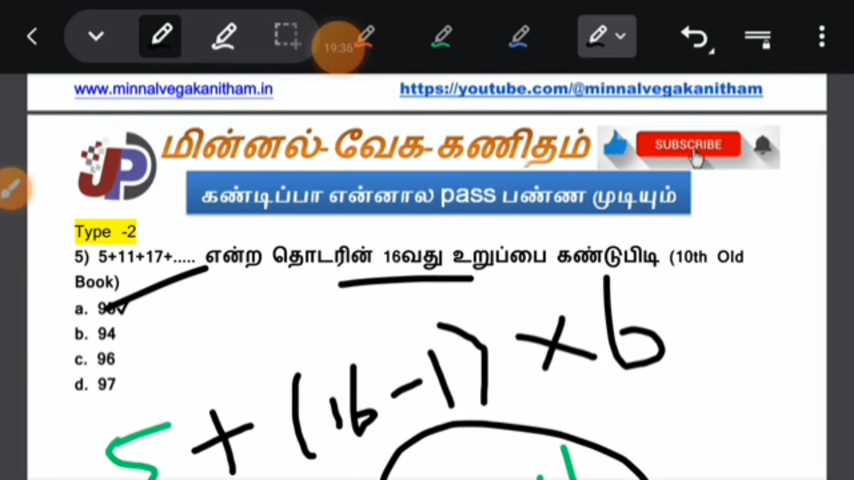 19:36
www.minnalvegakanitham.in https://youtube.com/@minnalvegakanitham
JP மின்னல்-வேக-கணிதம் SUBSCRIBE
கண்டிப்பா என்னால pass பண்ண முடியும்
Type -2
5) 5+11+17+..... என்ற தொடரின் 16வது உறுப்பை கண்டுபிடி (10th Old
Book)
a.
b. 94
c. 96
d. 97
5 + (16-1) × 6